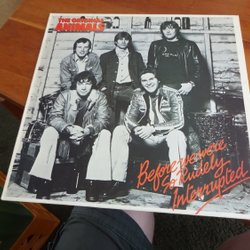 THE ORIGINAL
ANIMALS
Before we were
so rudely
Interrupted